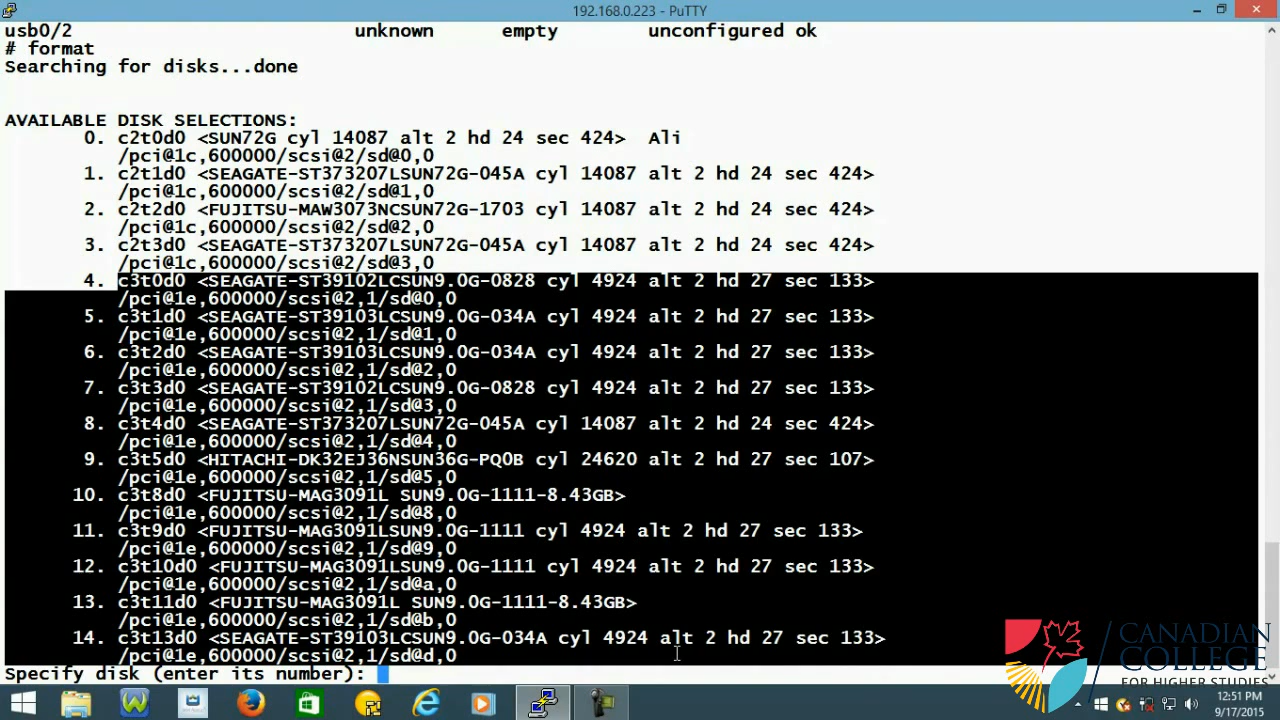 192.168.0.223 - PuTTY
usb0/2 unknown empty unconfigured ok
# format
Searching for disks...done
AVAILABLE DISK SELECTIONS:
0. c2t0d0 <SUN72G cyl 14087 alt 2 hd 24 sec 424> Ali
/pci@1c,600000/scsi@2/sd@0,0
1. c2t1d0 <SEAGATE-ST373207LSUN72G-045A cyl 14087 alt 2 hd 24 sec 424>
/pci@1c,600000/scsi@2/sd@1,0
2. c2t2d0 <FUJITSU-MAW3073NCSUN72G-1703 cyl 14087 alt 2 hd 24 sec 424>
/pci@1c,600000/scsi@2/sd@2,0
3. c2t3d0 <SEAGATE-ST373207LSUN72G-045A cyl 14087 alt 2 hd 24 sec 424>
/pci@1c,600000/scsi@2/sd@3,0
4. c3t0d0 <SEAGATE-ST39102LCSUN9.0G-0828 cyl 4924 alt 2 hd 27 sec 133>
/pci@1e,600000/scsi@2,1/sd@0,0
5. c3t1d0 <SEAGATE-ST39103LCSUN9.0G-034A cyl 4924 alt 2 hd 27 sec 133>
/pci@1e,600000/scsi@2,1/sd@1,0
6. c3t2d0 <SEAGATE-ST39103LCSUN9.0G-034A cyl 4924 alt 2 hd 27 sec 133>
/pci@1e,600000/scsi@2,1/sd@2,0
7. c3t3d0 <SEAGATE-ST39102LCSUN9.0G-0828 cyl 4924 alt 2 hd 27 sec 133>
/pci@1e,600000/scsi@2,1/sd@3,0
8. c3t4d0 <SEAGATE-ST373207LSUN72G-045A cyl 14087 alt 2 hd 24 sec 424>
/pci@1e,600000/scsi@2,1/sd@4,0
9. c3t5d0 <HITACHI-DK32EJ36NSUN36G-PQ0B cyl 24620 alt 2 hd 27 sec 107>
/pci@1e,600000/scsi@2,1/sd@5,0
10. c3t8d0 <FUJITSU-MAG3091L SUN9.0G-1111-8.43GB>
/pci@1e,600000/scsi@2,1/sd@8,0
11. c3t9d0 <FUJITSU-MAG3091LSUN9.0G-1111 cyl 4924 alt 2 hd 27 sec 133>
/pci@1e,600000/scsi@2,1/sd@9,0
12. c3t10d0 <FUJITSU-MAG3091LSUN9.0G-1111 cyl 4924 alt 2 hd 27 sec 133>
/pci@1e,600000/scsi@2,1/sd@a,0
13. c3t11d0 <FUJITSU-MAG3091L SUN9.0G-1111-8.43GB>
/pci@1e,600000/scsi@2,1/sd@b,0
14. c3t13d0 <SEAGATE-ST39103LCSUN9.0G-034A cyl 4924 alt 2 hd 27 sec 133>
/pci@1e,600000/scsi@2,1/sd@d,0
Specify disk (enter its number):
CANADIAN
COLLEGE
FOR HIGHER STUDIES
12:51 PM
9/17/2015